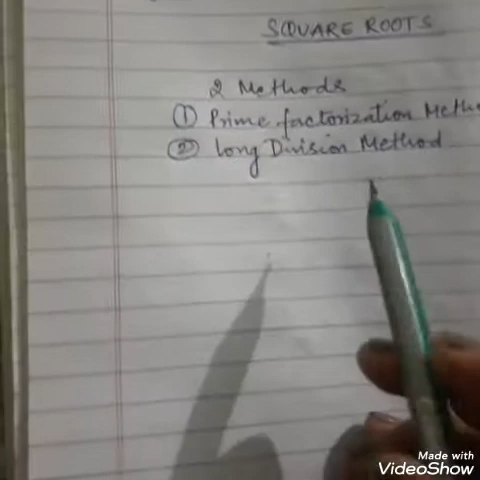 SQUARE ROOTS
2 Methods
① Prime factorization Metho
② Long Division Method
Made with
VideoShow